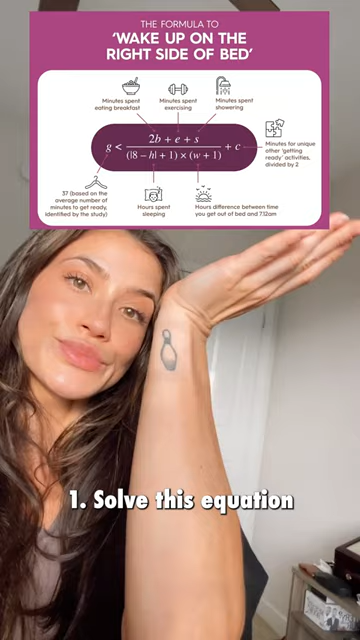 THE FORMULA TO
'WAKE UP ON THE
RIGHT SIDE OF BED'
Minutes spent
eating breakfast
Minutes spent
exercising
Minutes spent
showering
g < (2b + e + s) / ((|8 − h| + 1) × (w + 1)) + c
Minutes for unique
other 'getting
ready' activities,
divided by 2
37 (based on the
average number of
minutes to get ready,
identified by the study)
Hours spent
sleeping
Hours difference between time
you get out of bed and 7.12am
1. Solve this equation